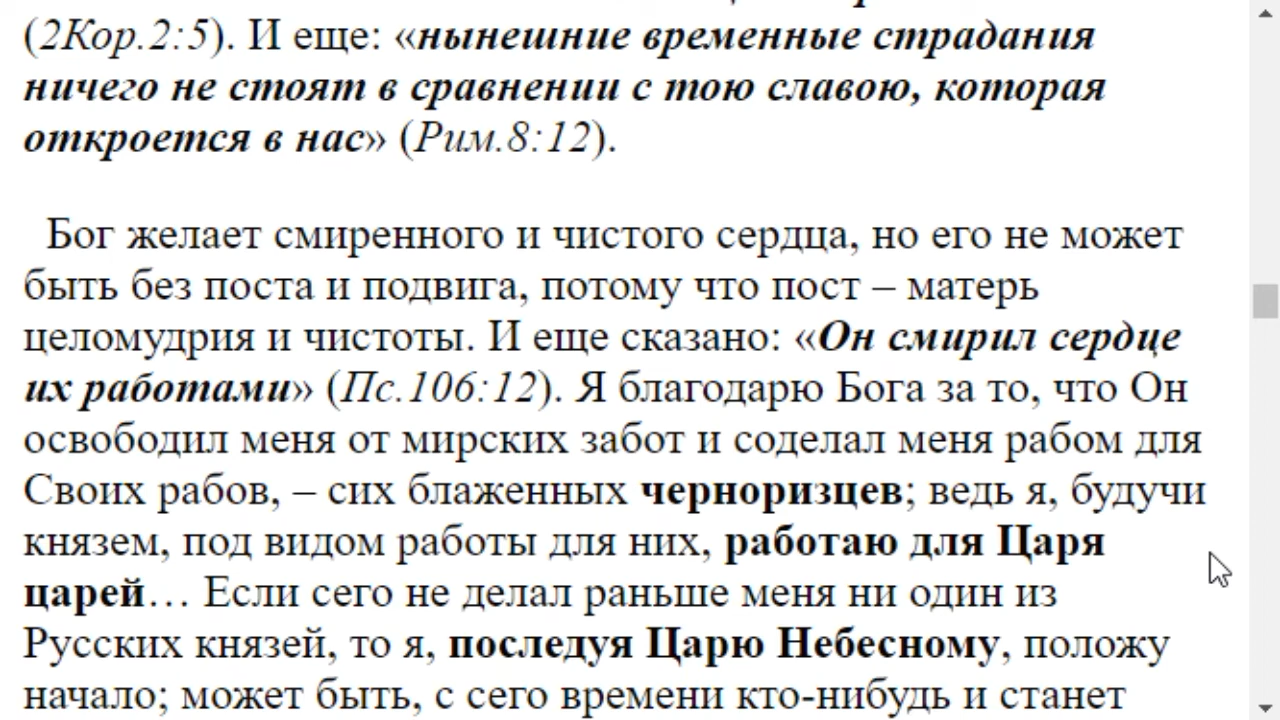 (2Кор.2:5). И еще: «нынешние временные страдания
ничего не стоят в сравнении с тою славою, которая
откроется в нас» (Рим.8:12).
Бог желает смиренного и чистого сердца, но его не может
быть без поста и подвига, потому что пост – матерь
целомудрия и чистоты. И еще сказано: «Он смирил сердце
их работами» (Пс.106:12). Я благодарю Бога за то, что Он
освободил меня от мирских забот и соделал меня рабом для
Своих рабов, – сих блаженных черноризцев; ведь я, будучи
князем, под видом работы для них, работаю для Царя
царей… Если сего не делал раньше меня ни один из
Русских князей, то я, последуя Царю Небесному, положу
начало; может быть, с сего времени кто-нибудь и станет